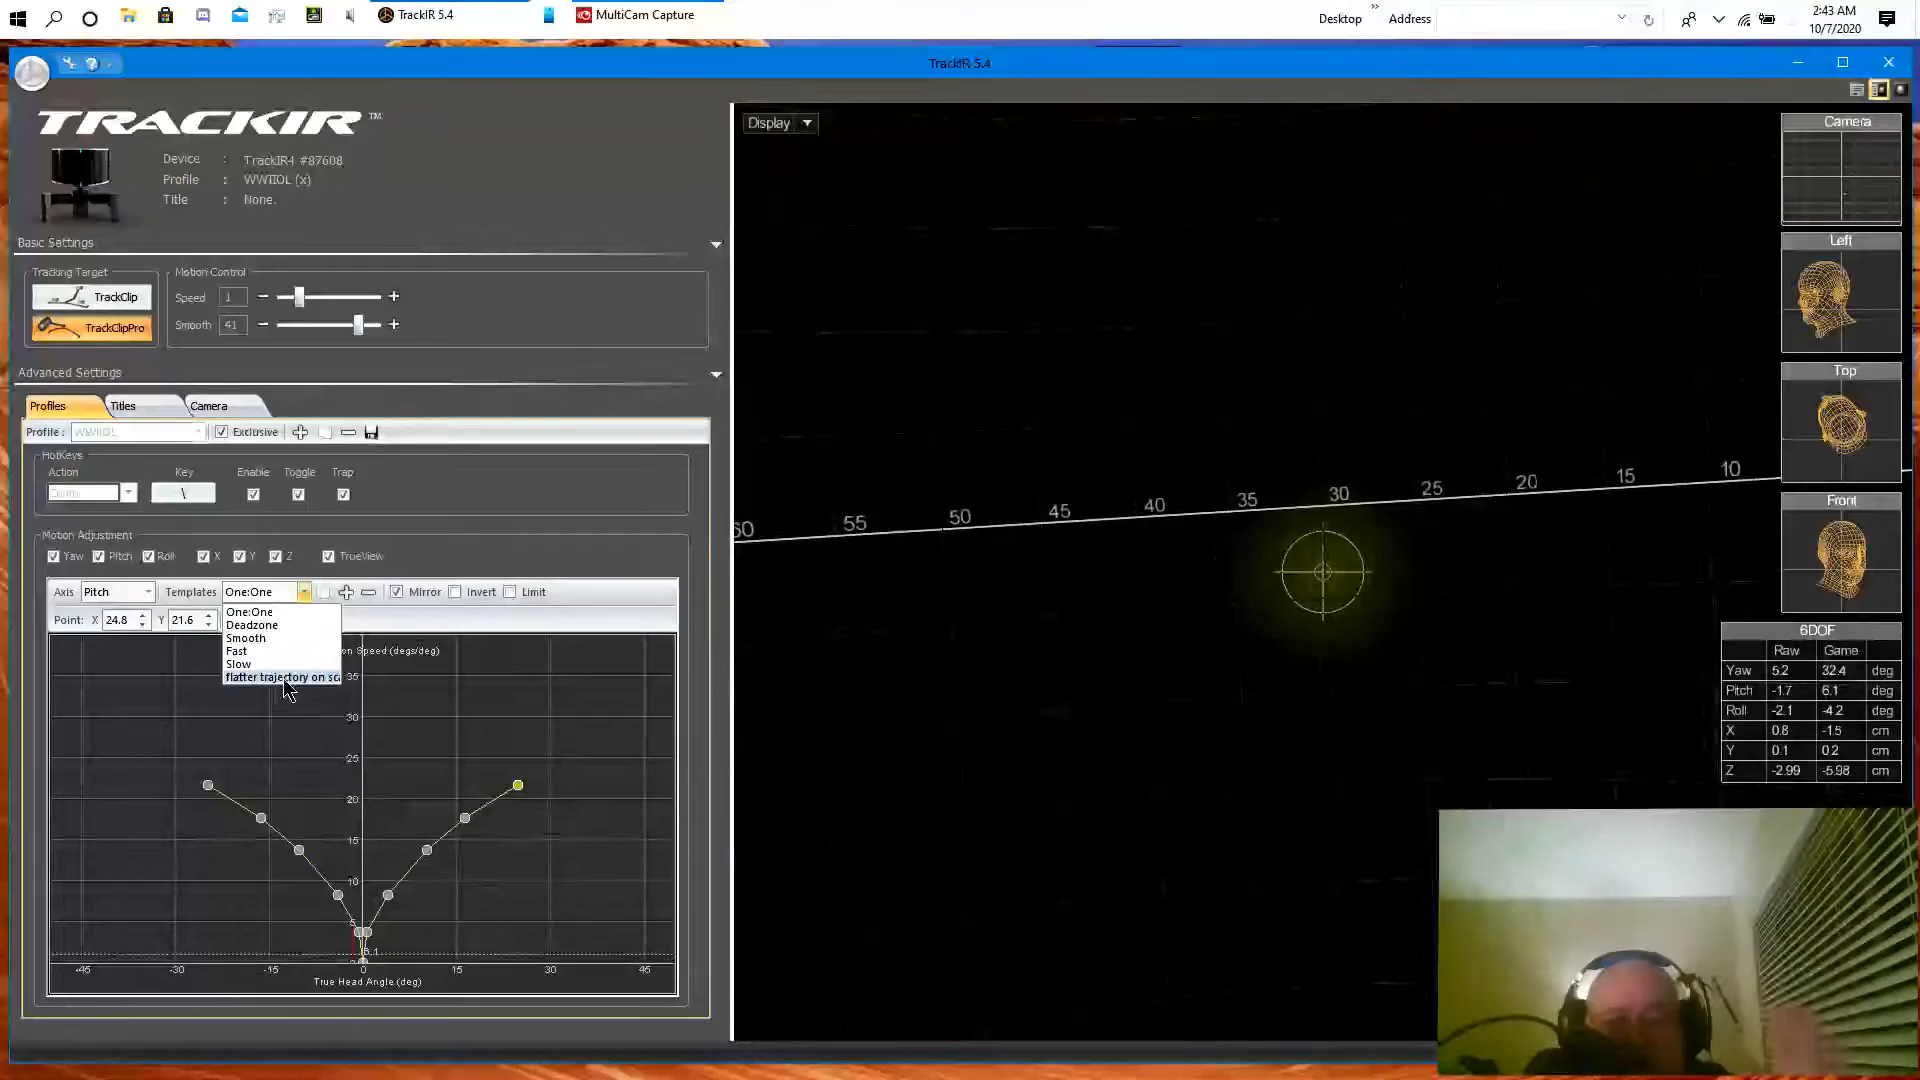 TrackIR 5.4
MultiCam Capture
Desktop
Address
2:43 AM
10/7/2020
TrackIR 5.4
TRACKIR TM
Device : TrackIR4 #87608
Profile : WWIIOL (x)
Title : None.
Basic Settings
Tracking Target
TrackClip
TrackClipPro
Motion Control
Speed 1
Smooth 41
Advanced Settings
Profiles
Titles
Camera
Profile : WWIIOL
Exclusive
HotKeys
Action
Key
Enable
Toggle
Trap
\
Motion Adjustment
Yaw
Pitch
Roll
X
Y
Z
TrueView
Axis Pitch
Templates One:One
Mirror
Invert
Limit
Point: X 24.8 Y 21.6
One:One
Deadzone
Smooth
Fast
Slow
flatter trajectory on sc
on Speed (degs/deg)
35
30
25
20
15
10
5
-45 -30 -15 0 15 30 45
True Head Angle (deg)
Display
60 55 50 45 40 35 30 25 20 15 10
Camera
Left
Top
Front
6DOF
Raw Game
Yaw 5.2 32.4 deg
Pitch -1.7 6.1 deg
Roll -2.1 -4.2 deg
X 0.8 -1.5 cm
Y 0.1 0.2 cm
Z -2.99 -5.98 cm